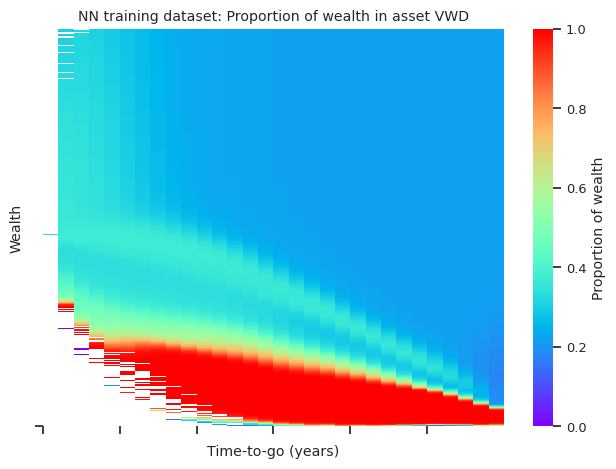 NN training dataset: Proportion of wealth in asset VWD
Wealth
Time-to-go (years)
1.0
0.8
0.6
0.4
0.2
0.0
Proportion of wealth